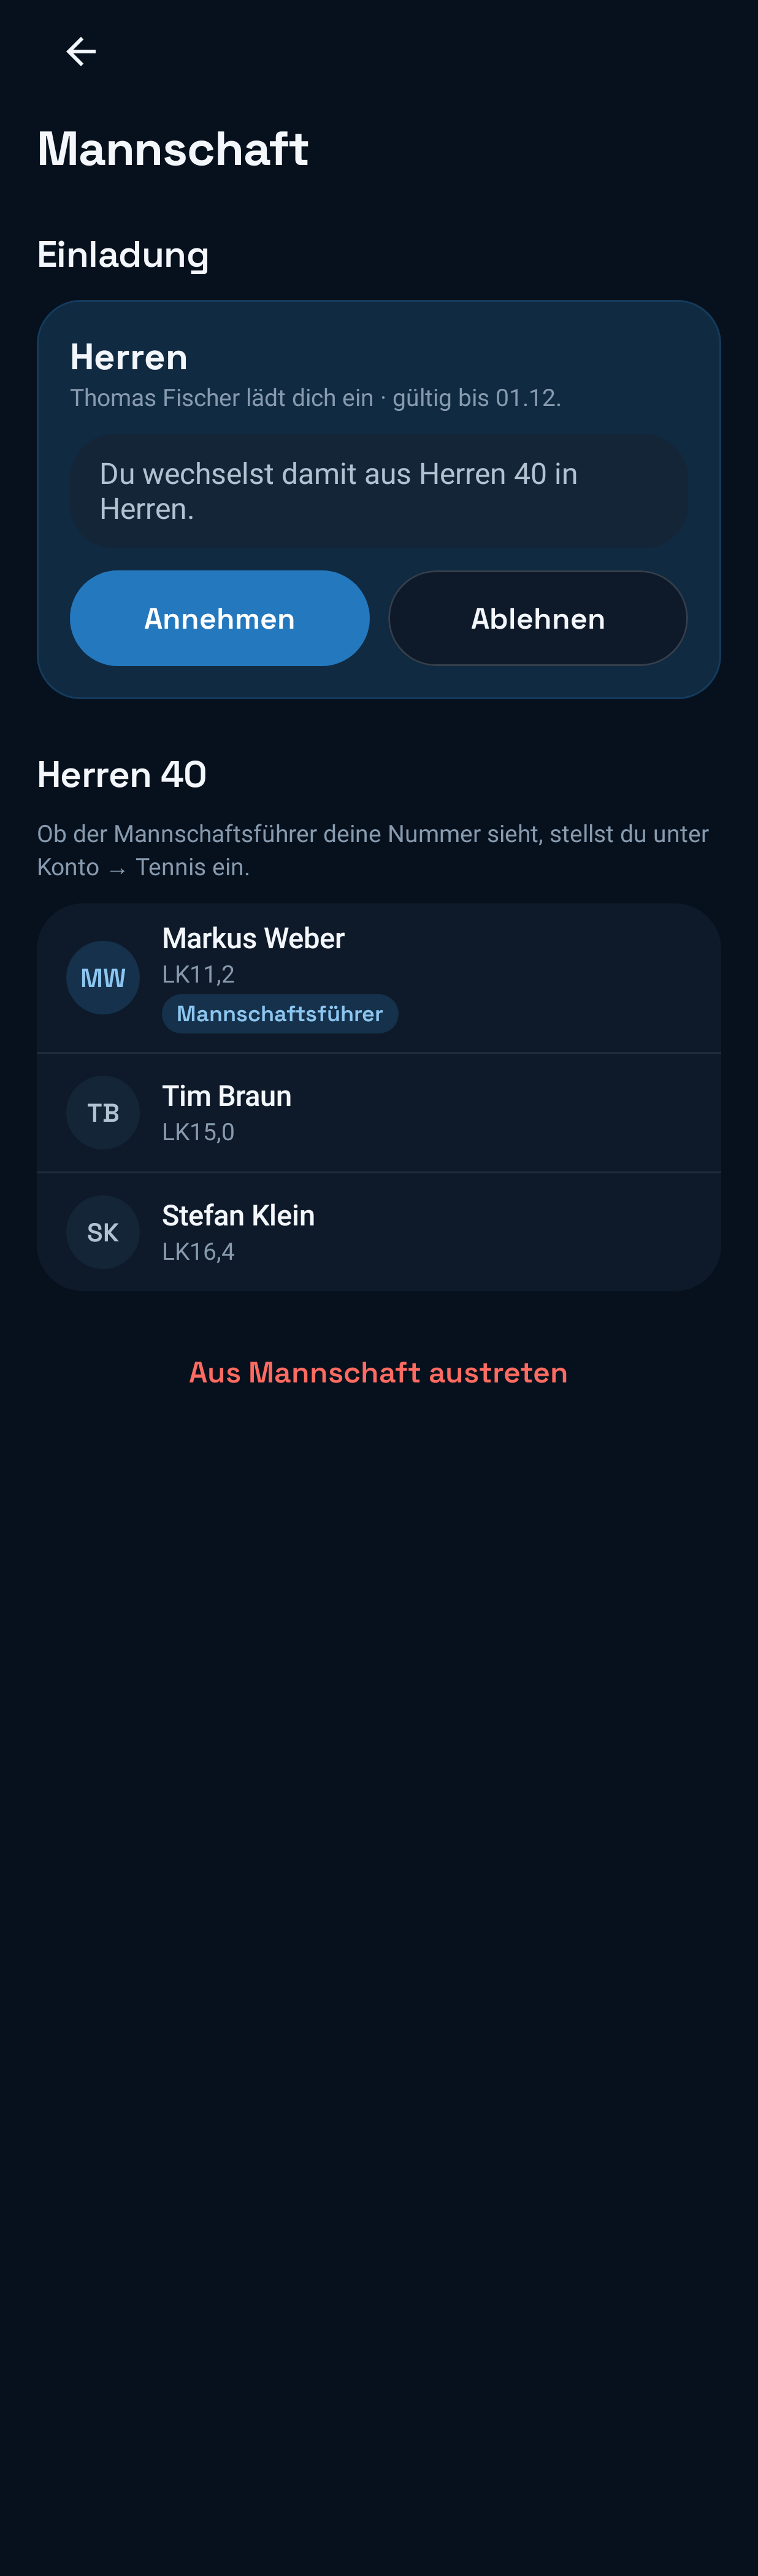 Mannschaft
Einladung
Herren
Thomas Fischer lädt dich ein · gültig bis 01.12.
Du wechselst damit aus Herren 40 in
Herren.
Annehmen
Ablehnen
Herren 40
Ob der Mannschaftsführer deine Nummer sieht, stellst du unter
Konto → Tennis ein.
MW
Markus Weber
LK11,2
Mannschaftsführer
TB
Tim Braun
LK15,0
SK
Stefan Klein
LK16,4
Aus Mannschaft austreten